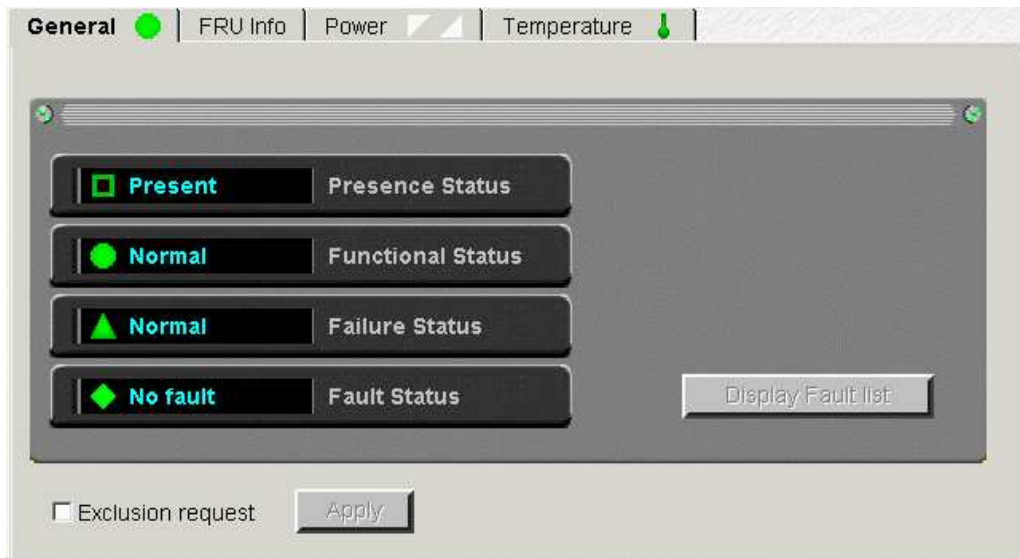 General FRU Info Power Temperature
Present Presence Status
Normal Functional Status
Normal Failure Status
No fault Fault Status
Display Fault list
Exclusion request Apply